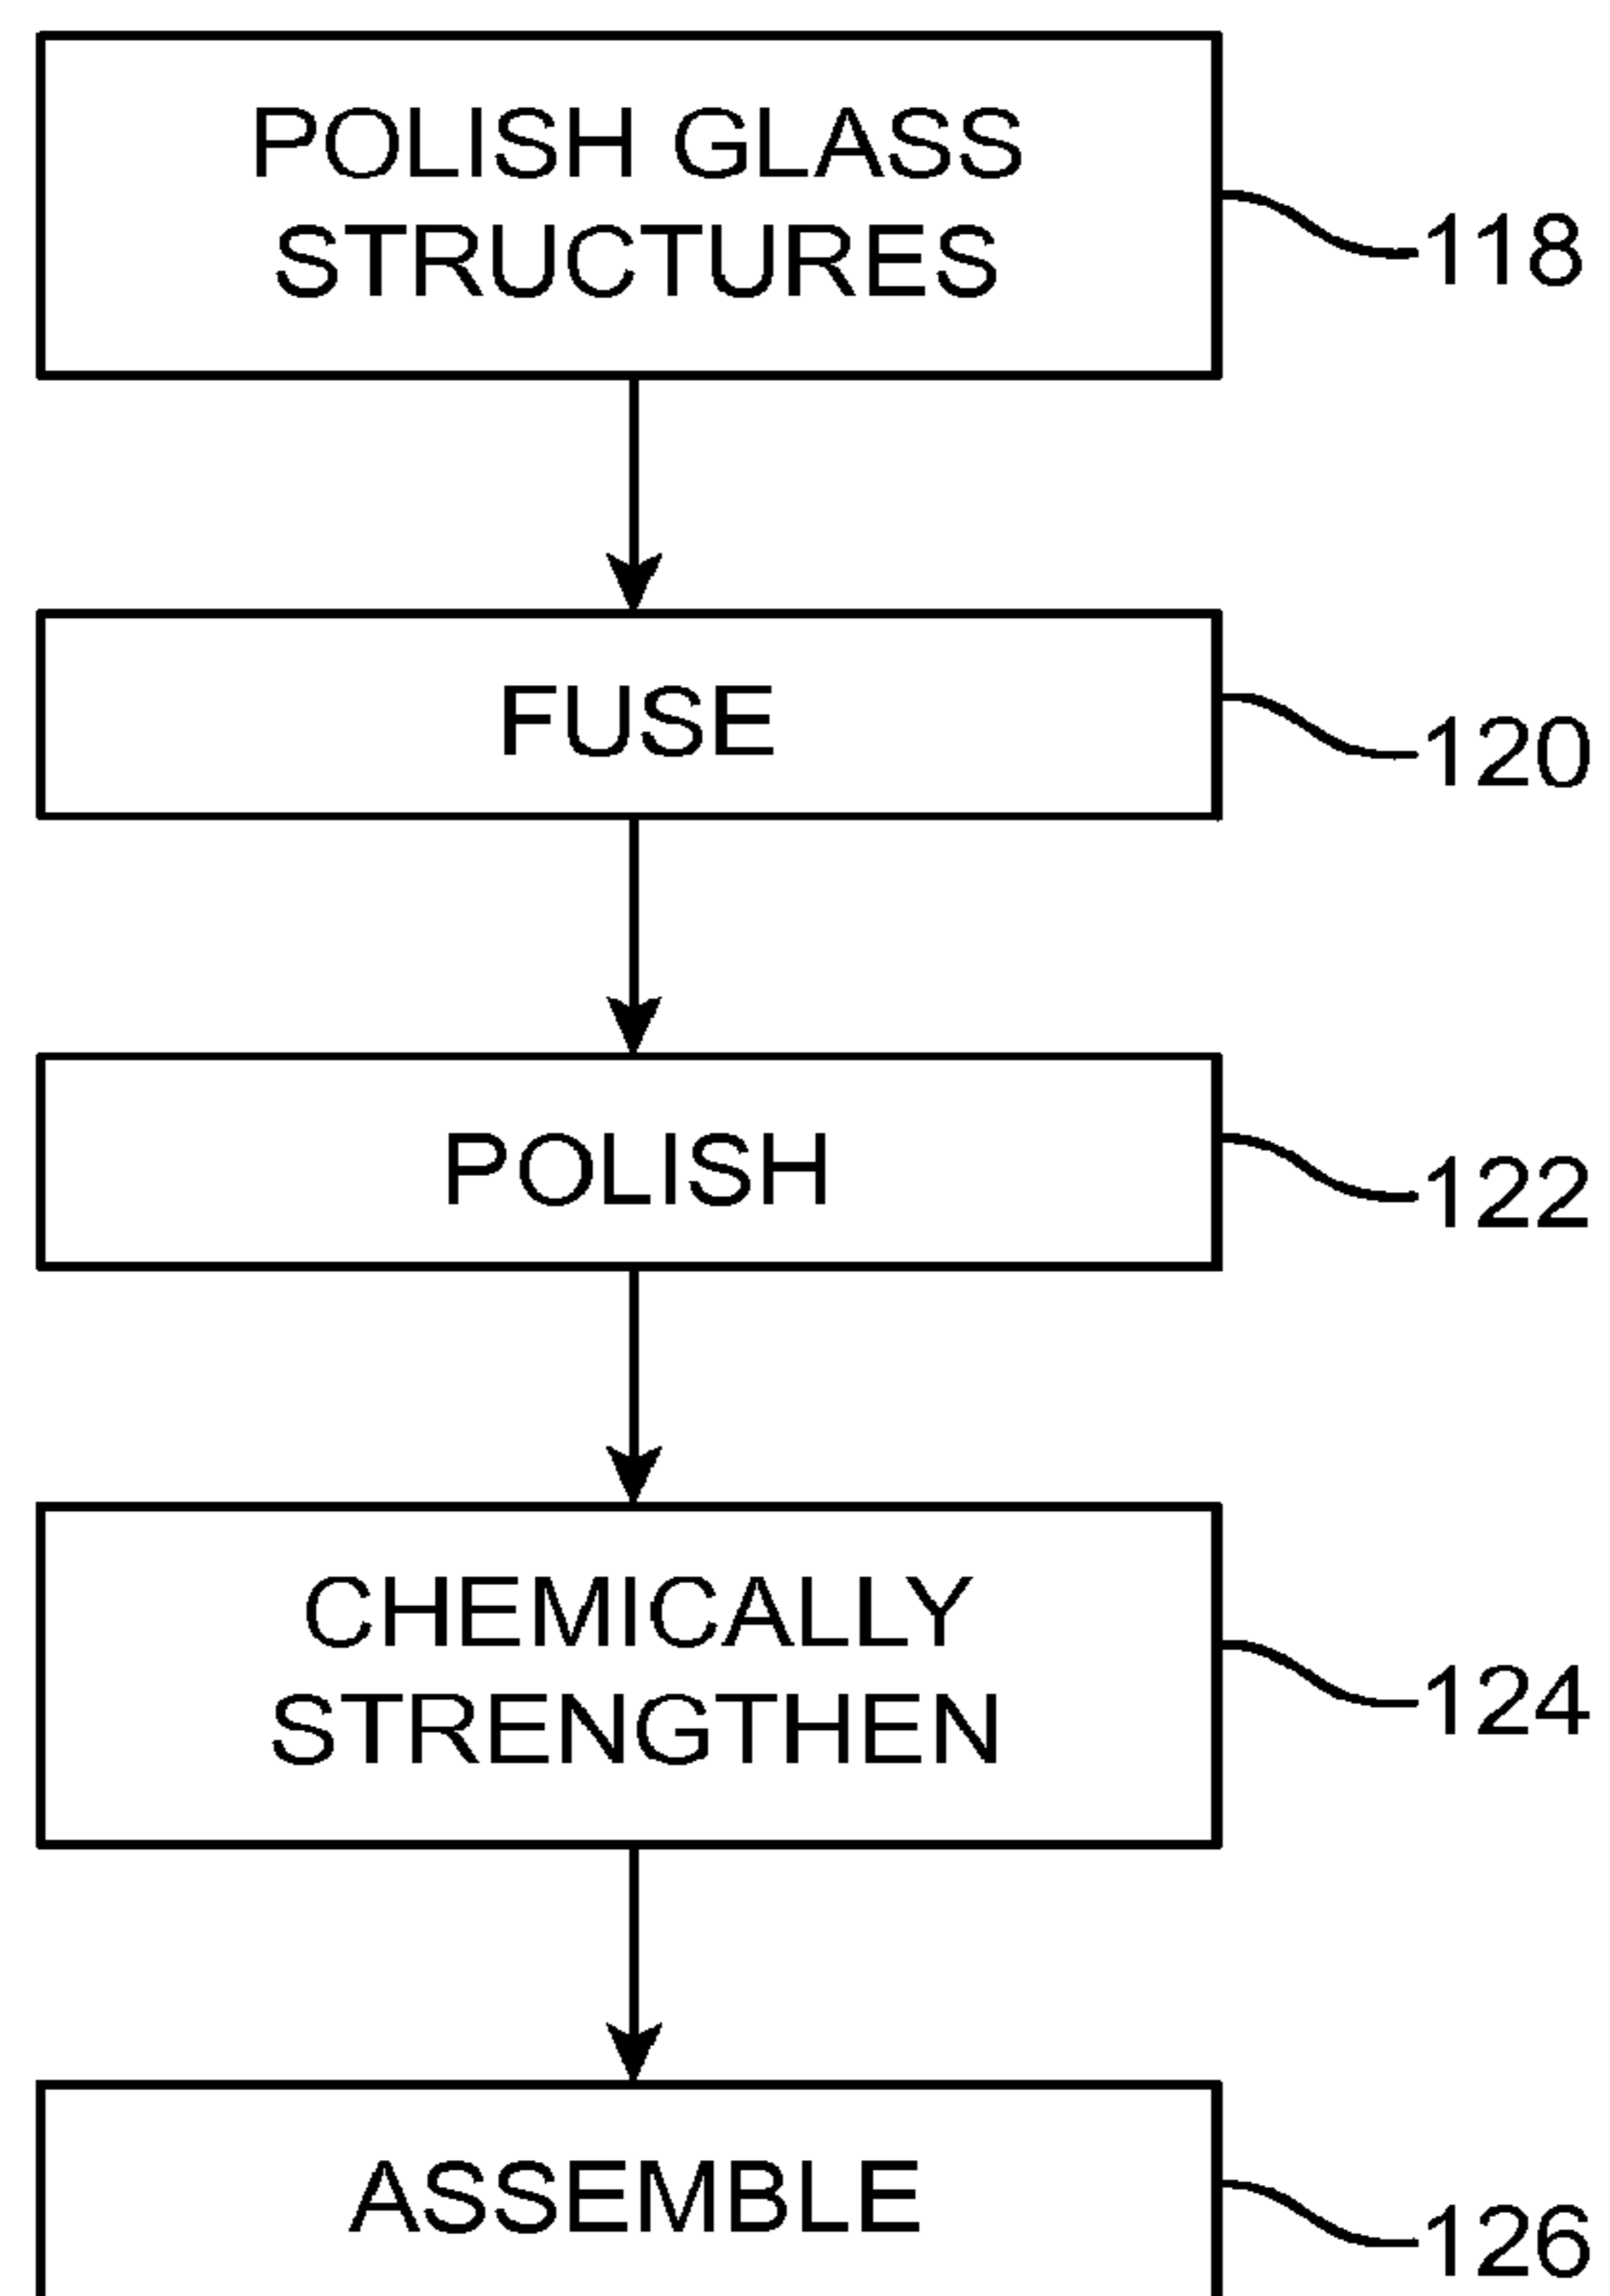 POLISH GLASS
STRUCTURES
118
FUSE
120
POLISH
122
CHEMICALLY
STRENGTHEN
124
ASSEMBLE
126